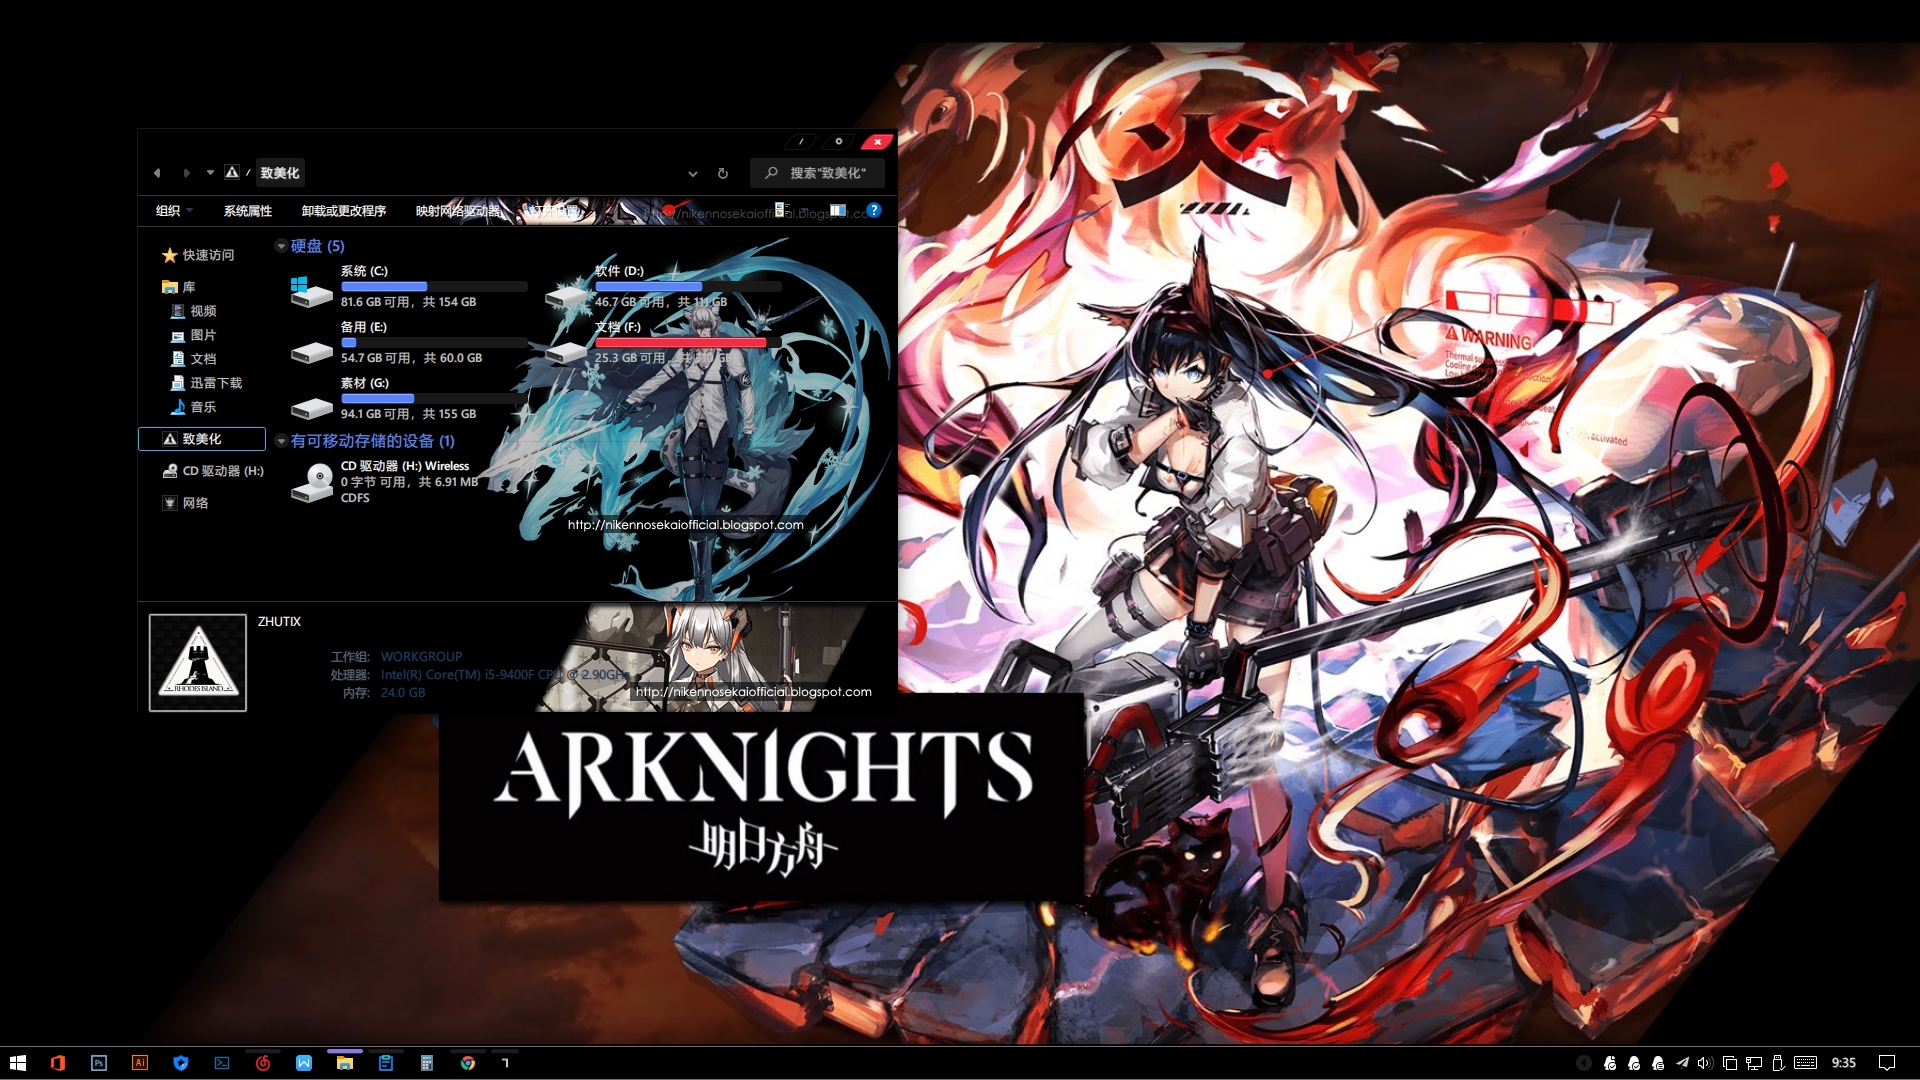 致美化
搜索"致美化"
组织
系统属性
卸载或更改程序
映射网络驱动器
http://nikennosekaiofficial.blogspot.com
快速访问
库
视频
图片
文档
迅雷下载
音乐
致美化
CD 驱动器 (H:)
网络
硬盘 (5)
系统 (C:)
81.6 GB 可用，共 154 GB
软件 (D:)
46.7 GB 可用，共 111 GB
备用 (E:)
54.7 GB 可用，共 60.0 GB
文档 (F:)
25.3 GB 可用，共 310 GB
素材 (G:)
94.1 GB 可用，共 155 GB
有可移动存储的设备 (1)
CD 驱动器 (H:) Wireless
0 字节 可用，共 6.91 MB
CDFS
http://nikennosekaiofficial.blogspot.com
RHODES ISLAND
ZHUTIX
工作组: WORKGROUP
处理器: Intel(R) Core(TM) i5-9400F CPU @ 2.90GHz
内存: 24.0 GB
http://nikennosekaiofficial.blogspot.com
ARKNIGHTS
明日方舟
WARNING
Ps
Ai
9:35